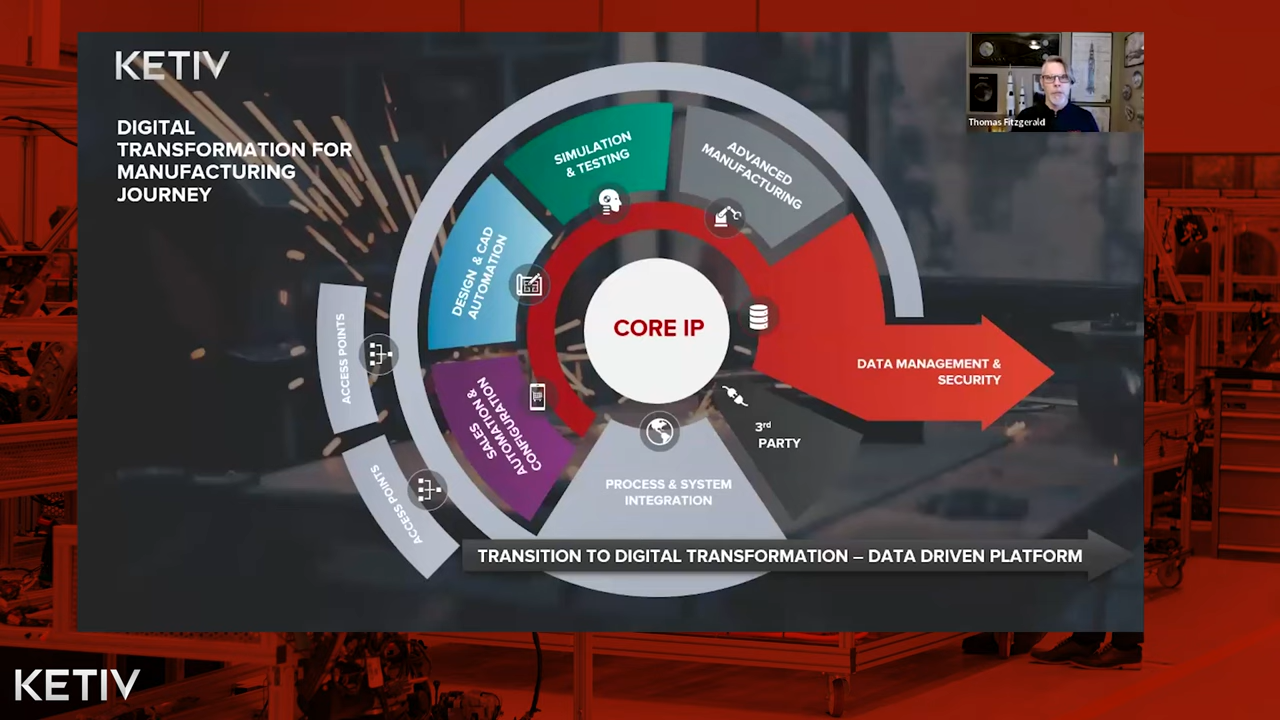 KETIV
DIGITAL
TRANSFORMATION FOR
MANUFACTURING
JOURNEY
Thomas Fitzgerald
SIMULATION
& TESTING
ADVANCED
MANUFACTURING
DESIGN & CAD
AUTOMATION
CORE IP
ACCESS POINTS
DATA MANAGEMENT &
SECURITY
SALES
AUTOMATION &
CONFIGURATION
3rd
PARTY
ACCESS POINTS
PROCESS & SYSTEM
INTEGRATION
TRANSITION TO DIGITAL TRANSFORMATION – DATA DRIVEN PLATFORM
KETIV